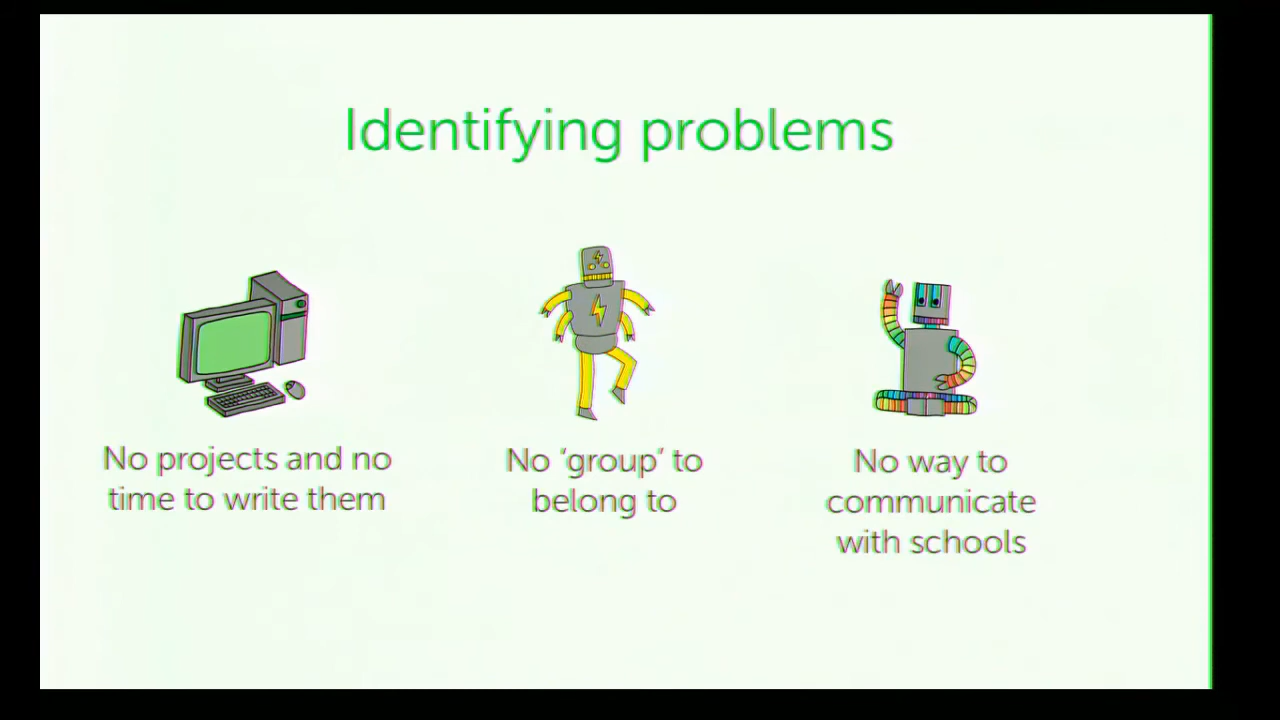 Identifying problems
No projects and no
time to write them
No ‘group’ to
belong to
No way to
communicate
with schools